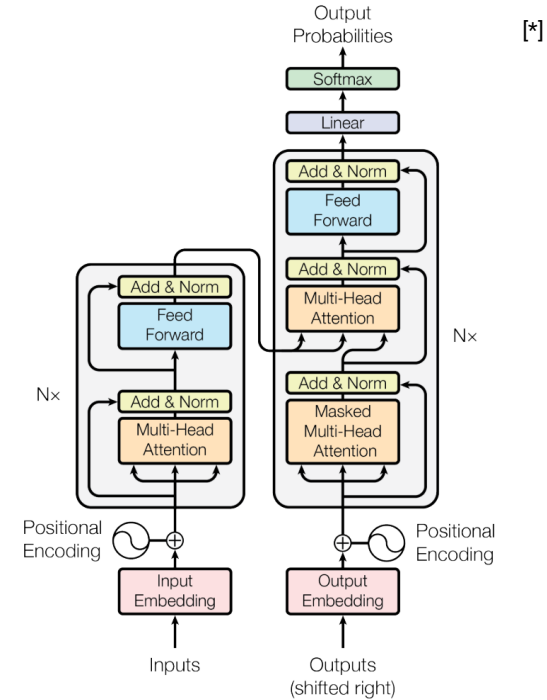 Output
Probabilities
[*]
Softmax
Linear
Add & Norm
Feed
Forward
Add & Norm
Multi-Head
Attention
Add & Norm
Masked
Multi-Head
Attention
N×
Add & Norm
Feed
Forward
N×
Add & Norm
Multi-Head
Attention
Positional
Encoding
Positional
Encoding
Input
Embedding
Output
Embedding
Inputs
Outputs
(shifted right)